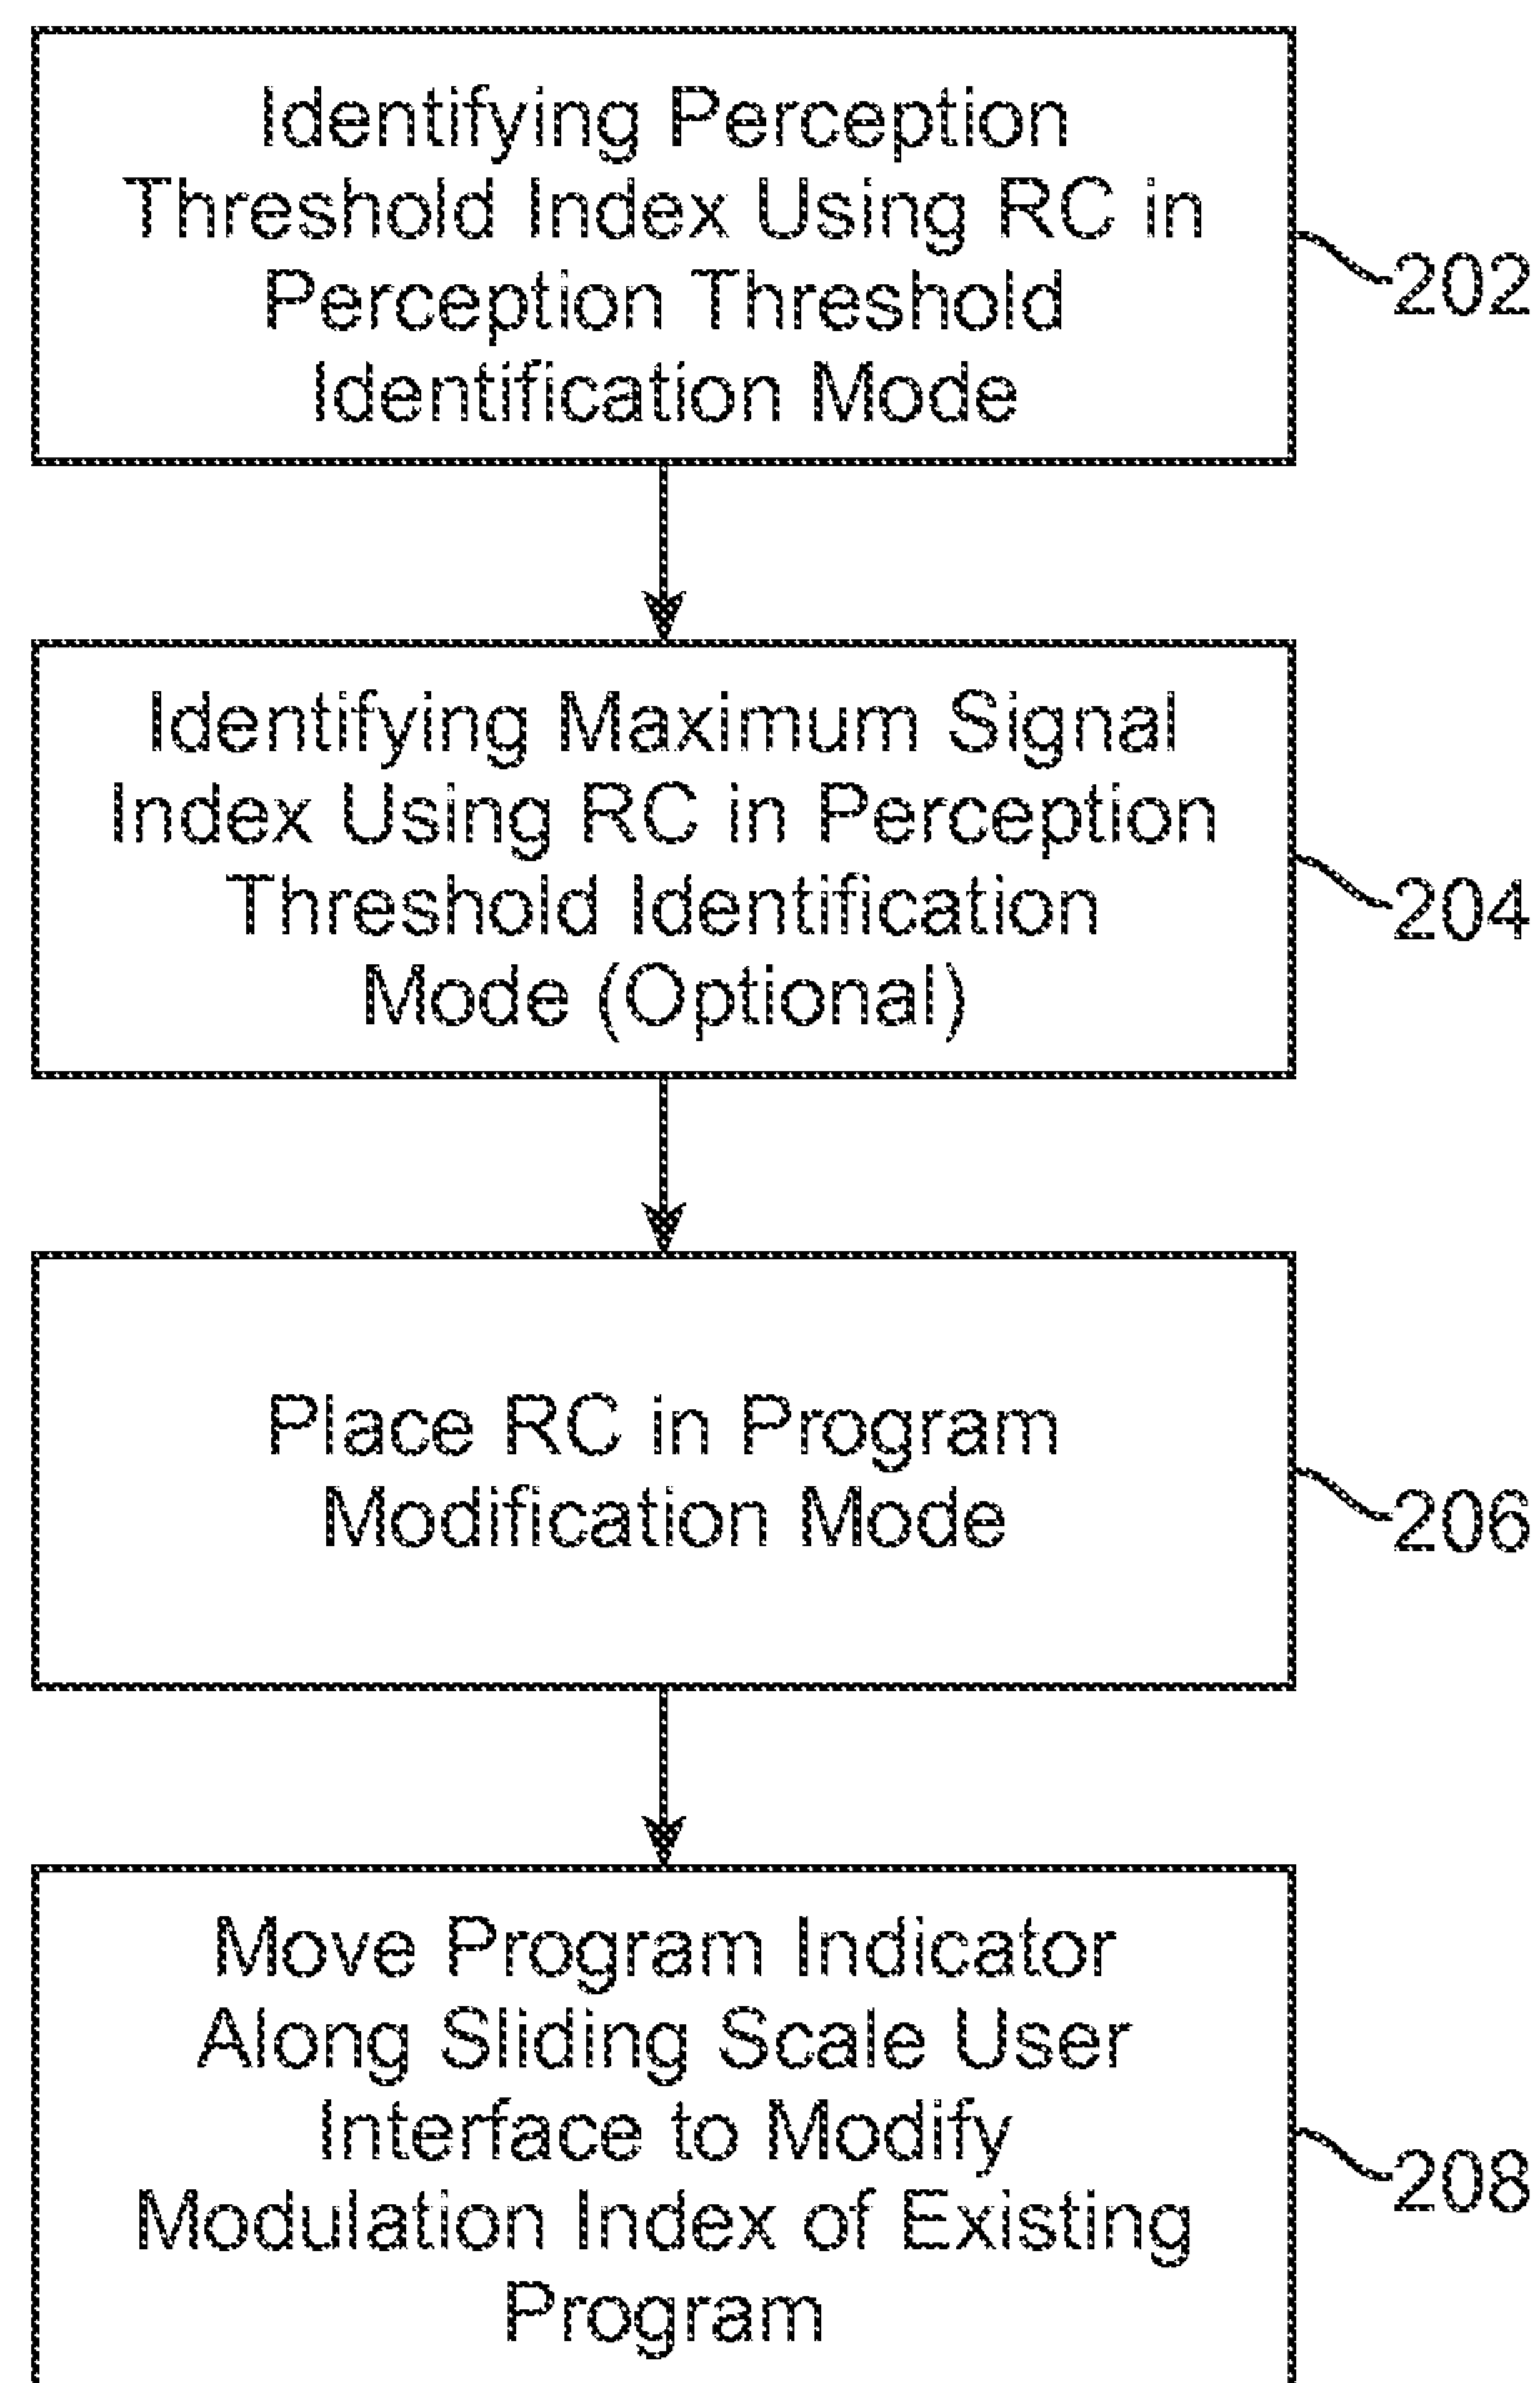 Identifying Perception
Threshold Index Using RC in
Perception Threshold
Identification Mode
202
Identifying Maximum Signal
Index Using RC in Perception
Threshold Identification
Mode (Optional)
204
Place RC in Program
Modification Mode
206
Move Program Indicator
Along Sliding Scale User
Interface to Modify
Modulation Index of Existing
Program
208